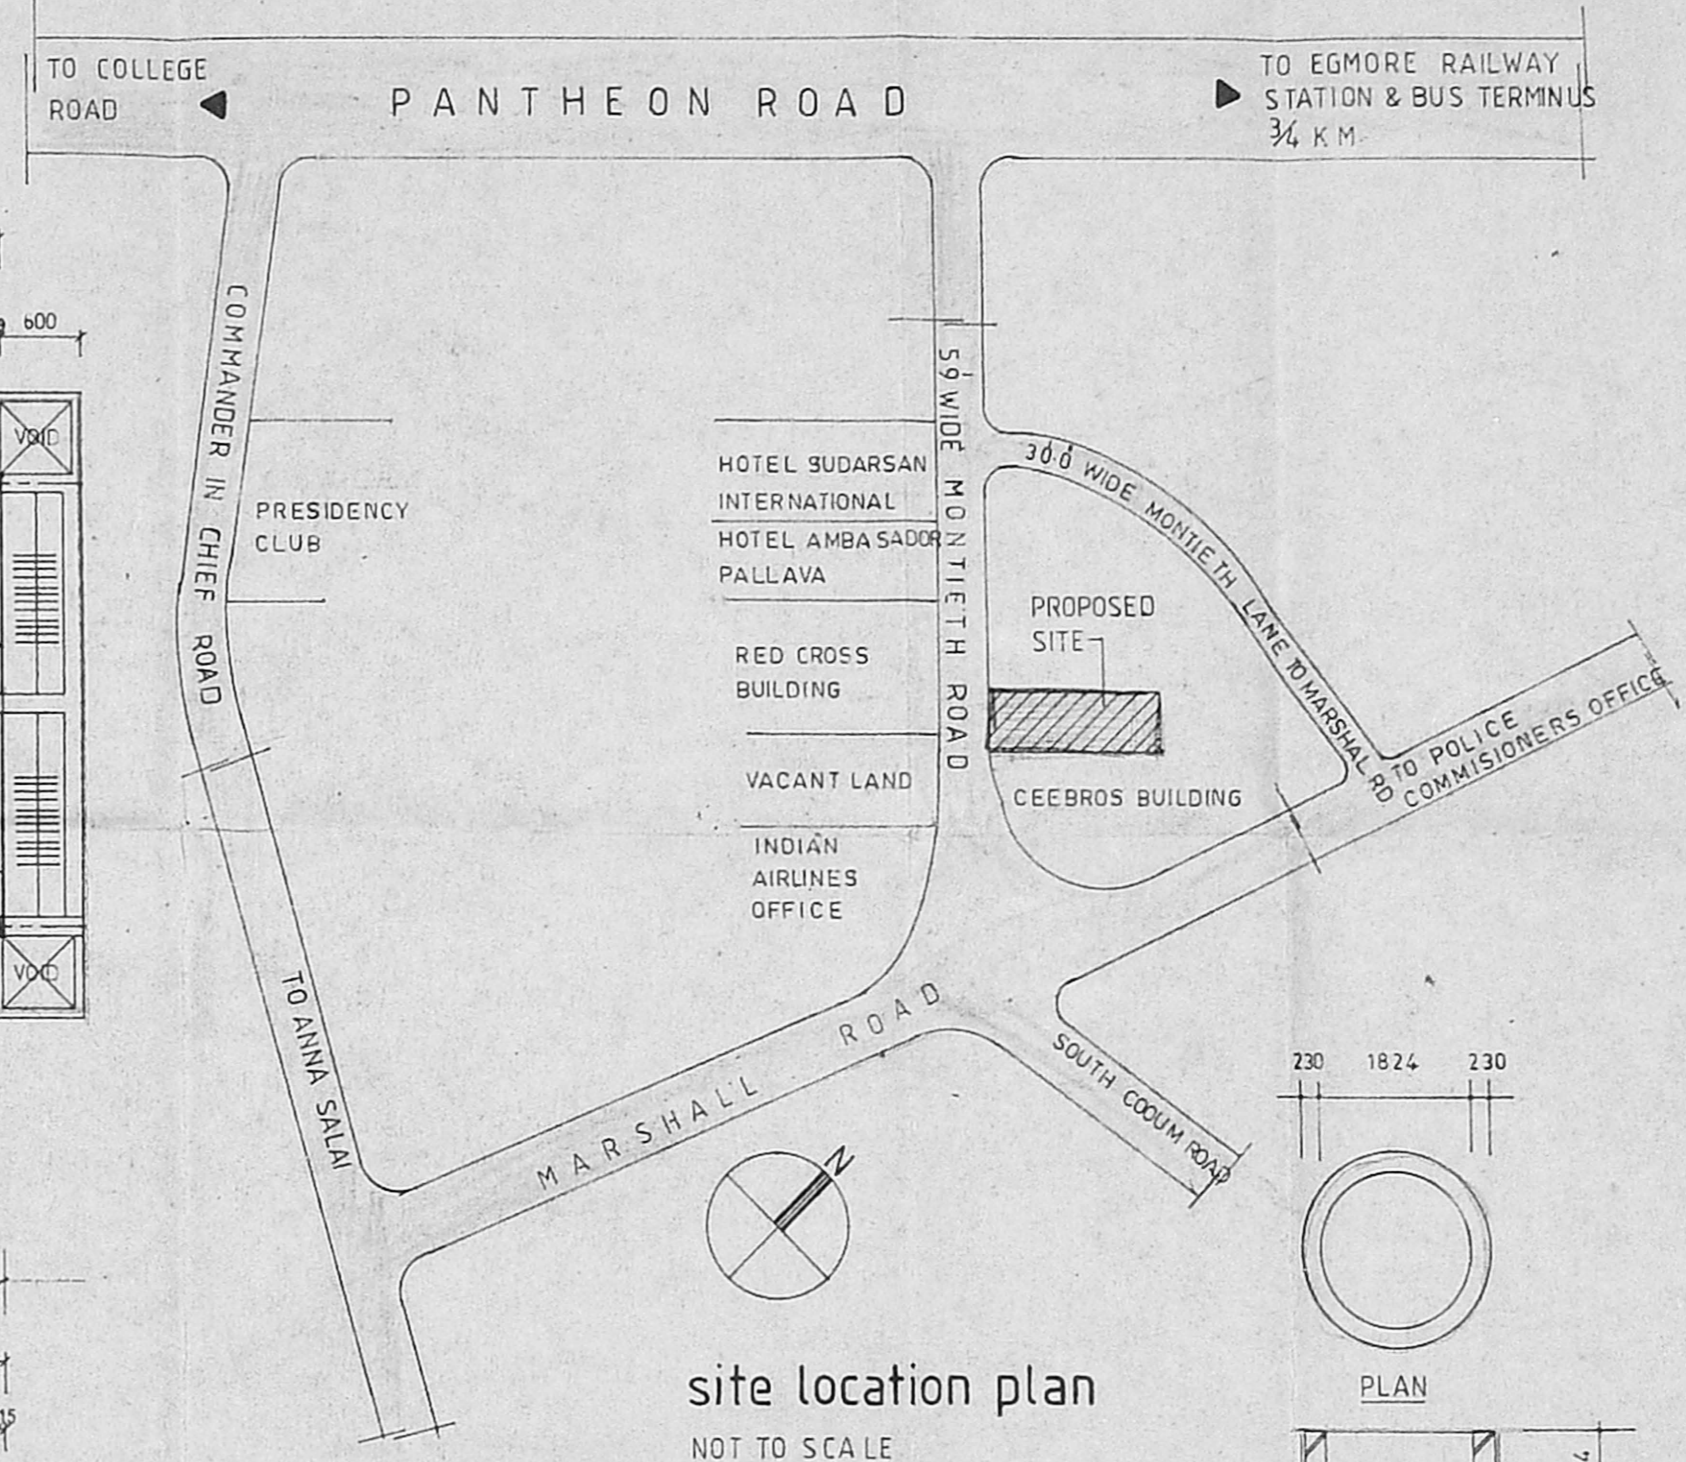 TO COLLEGE
ROAD
PANTHEON ROAD
TO EGMORE RAILWAY
STATION & BUS TERMINUS
3/4 KM
COMMANDER IN CHIEF ROAD
600
VOID
59' WIDE MONTIETH ROAD
30.0 WIDE MONTIETH LANE TO MARSHAL RD
HOTEL SUDARSAN
INTERNATIONAL
HOTEL AMBASADOR
PALLAVA
PRESIDENCY
CLUB
PROPOSED
SITE
RED CROSS
BUILDING
TO POLICE
COMMISIONERS OFFICE
VACANT LAND
CEEBROS BUILDING
INDIAN
AIRLINES
OFFICE
VOID
TO ANNA SALAI
MARSHALL ROAD
SOUTH COOUM ROAD
230 1824 230
N
PLAN
site location plan
NOT TO SCALE